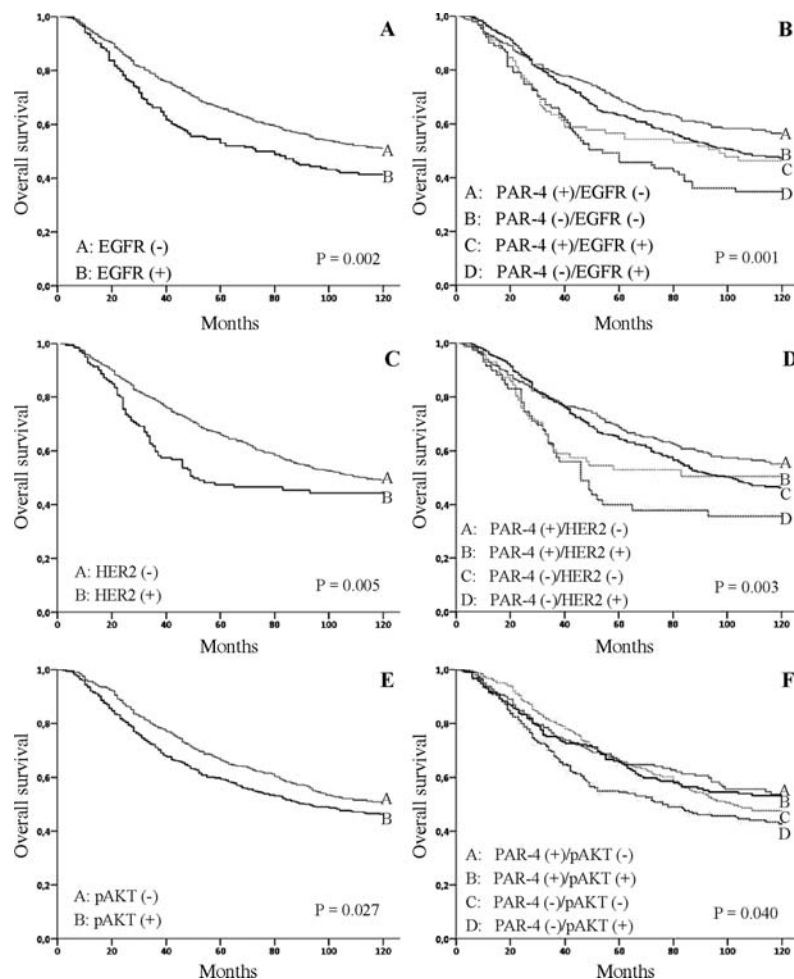 A
1,0
0,8
0,6
0,4
0,2
0,0
Overall survival
A
B
A: EGFR (-)
B: EGFR (+)
P = 0.002
0 20 40 60 80 100 120
Months
B
1,0
0,8
0,6
0,4
0,2
0,0
Overall survival
A
B
C
D
A: PAR-4 (+)/EGFR (-)
B: PAR-4 (-)/EGFR (-)
C: PAR-4 (+)/EGFR (+)
D: PAR-4 (-)/EGFR (+)
P = 0.001
0 20 40 60 80 100 120
Months
C
1,0
0,8
0,6
0,4
0,2
0,0
Overall survival
A
B
A: HER2 (-)
B: HER2 (+)
P = 0.005
0 20 40 60 80 100 120
Months
D
1,0
0,8
0,6
0,4
0,2
0,0
Overall survival
A
B
C
D
A: PAR-4 (+)/HER2 (-)
B: PAR-4 (+)/HER2 (+)
C: PAR-4 (-)/HER2 (-)
D: PAR-4 (-)/HER2 (+)
P = 0.003
0 20 40 60 80 100 120
Months
E
1,0
0,8
0,6
0,4
0,2
0,0
Overall survival
A
B
A: pAKT (-)
B: pAKT (+)
P = 0.027
0 20 40 60 80 100 120
Months
F
1,0
0,8
0,6
0,4
0,2
0,0
Overall survival
A
B
C
D
A: PAR-4 (+)/pAKT (-)
B: PAR-4 (+)/pAKT (+)
C: PAR-4 (-)/pAKT (-)
D: PAR-4 (-)/pAKT (+)
P = 0.040
0 20 40 60 80 100 120
Months